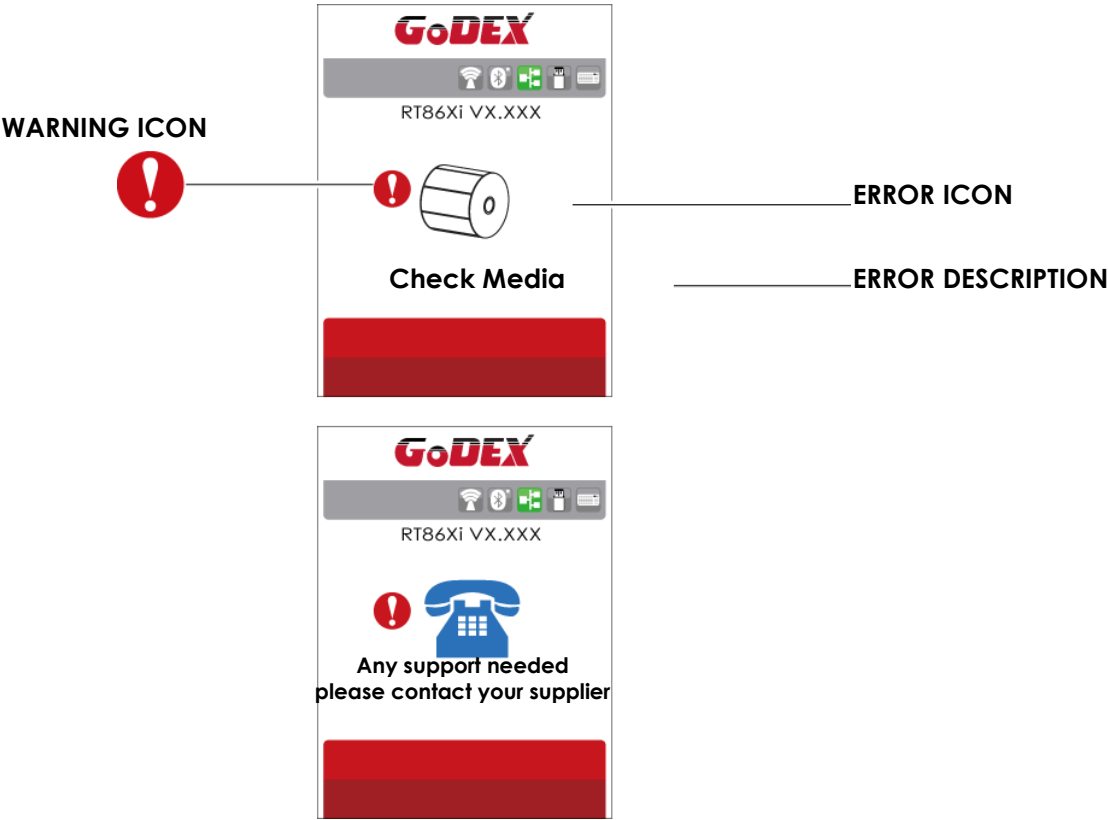 GoDEX
RT86Xi VX.XXX
WARNING ICON
ERROR ICON
Check Media
ERROR DESCRIPTION
GoDEX
RT86Xi VX.XXX
Any support needed
please contact your supplier